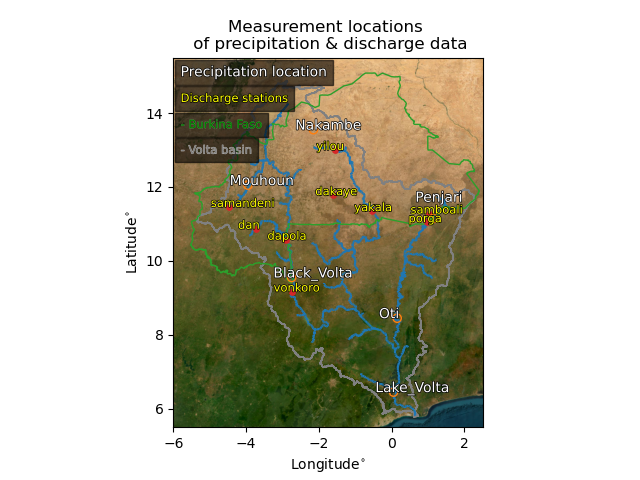 Measurement locations
of precipitation & discharge data
Precipitation location
Discharge stations
- Burkina Faso
- Volta basin
Nakambe
yilou
Mouhoun
dakaye
Penjari
samandeni
yakala
samboali
porga
dan
dapola
Black_Volta
vonkoro
Oti
Lake_Volta
14
12
10
8
6
Latitude°
−6
−4
−2
0
2
Longitude°